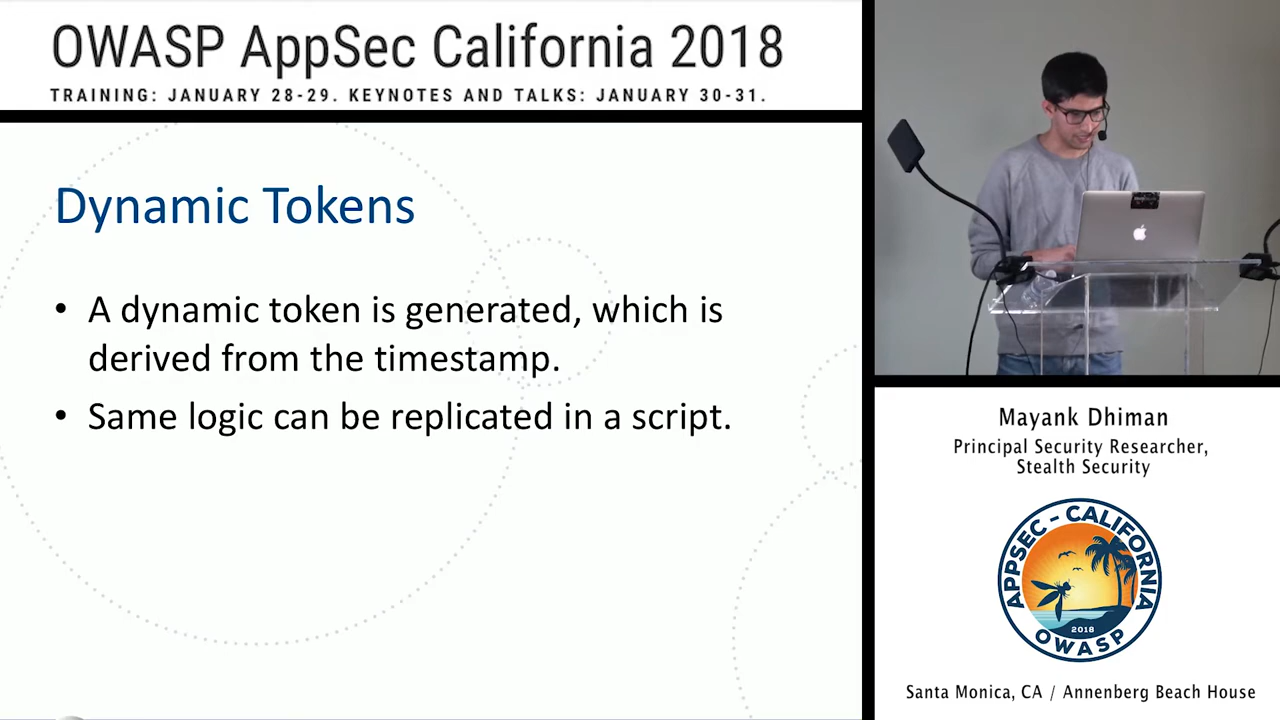 OWASP AppSec California 2018
TRAINING: JANUARY 28-29. KEYNOTES AND TALKS: JANUARY 30-31.
Dynamic Tokens
• A dynamic token is generated, which is
derived from the timestamp.
• Same logic can be replicated in a script.
Mayank Dhiman
Principal Security Researcher,
Stealth Security
APPSEC - CALIFORNIA
2018
OWASP
Santa Monica, CA / Annenberg Beach House